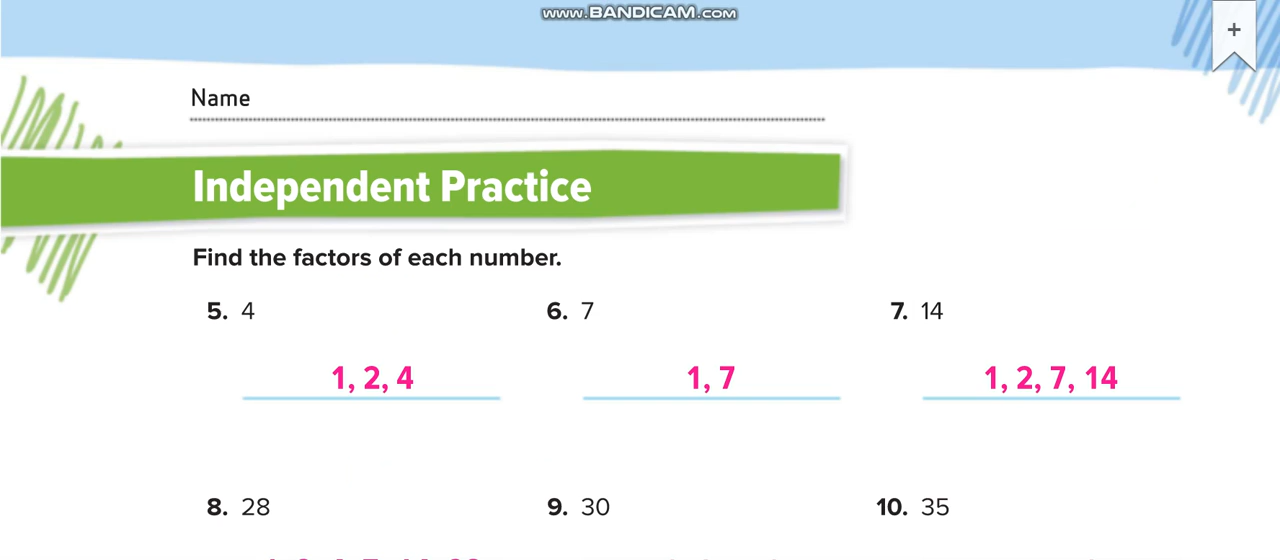 www.BANDICAM.com
+
Name
Independent Practice
Find the factors of each number.
5. 4
6. 7
7. 14
1, 2, 4
1, 7
1, 2, 7, 14
8. 28
9. 30
10. 35